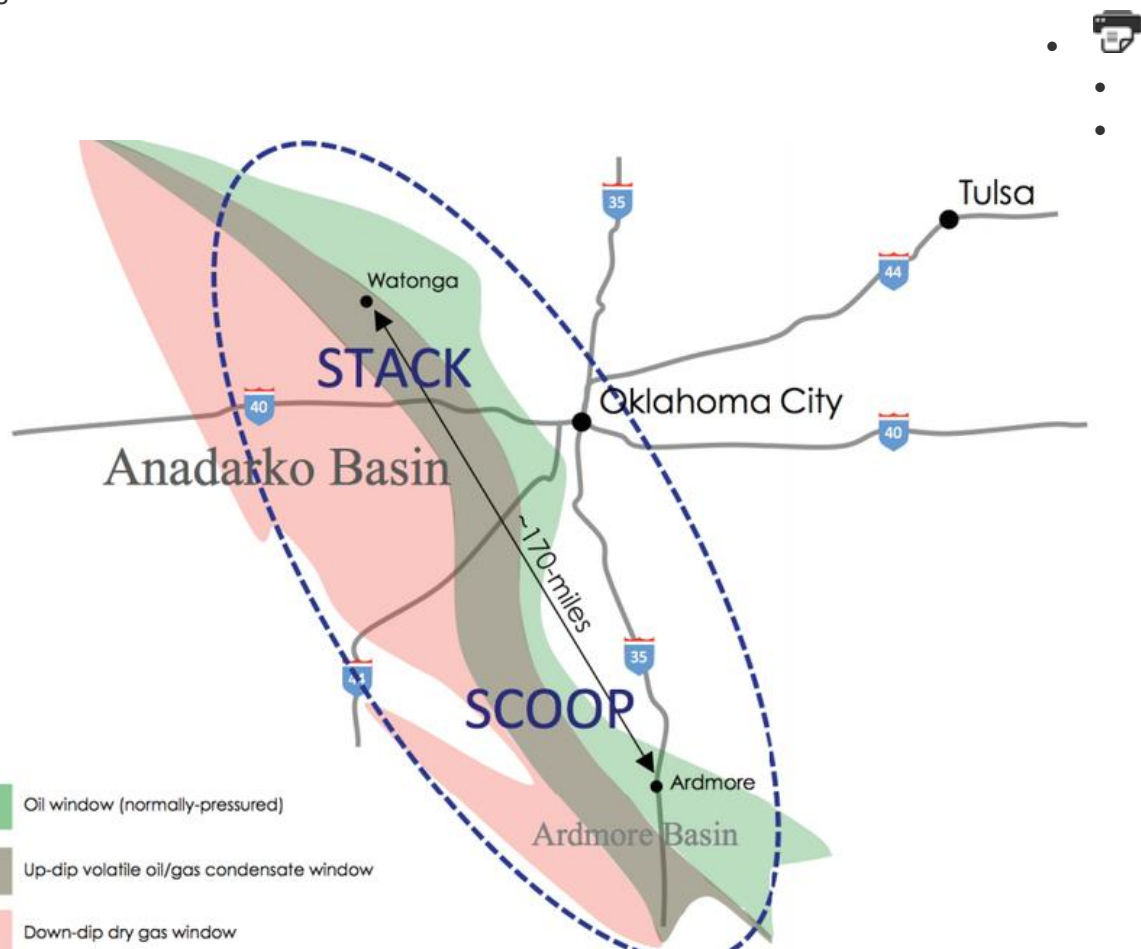 Tulsa
35
44
Watonga
STACK
40
Oklahoma City
40
Anadarko Basin
~170-miles
35
44
SCOOP
Ardmore
Oil window (normally-pressured)
Ardmore Basin
Up-dip volatile oil/gas condensate window
Down-dip dry gas window